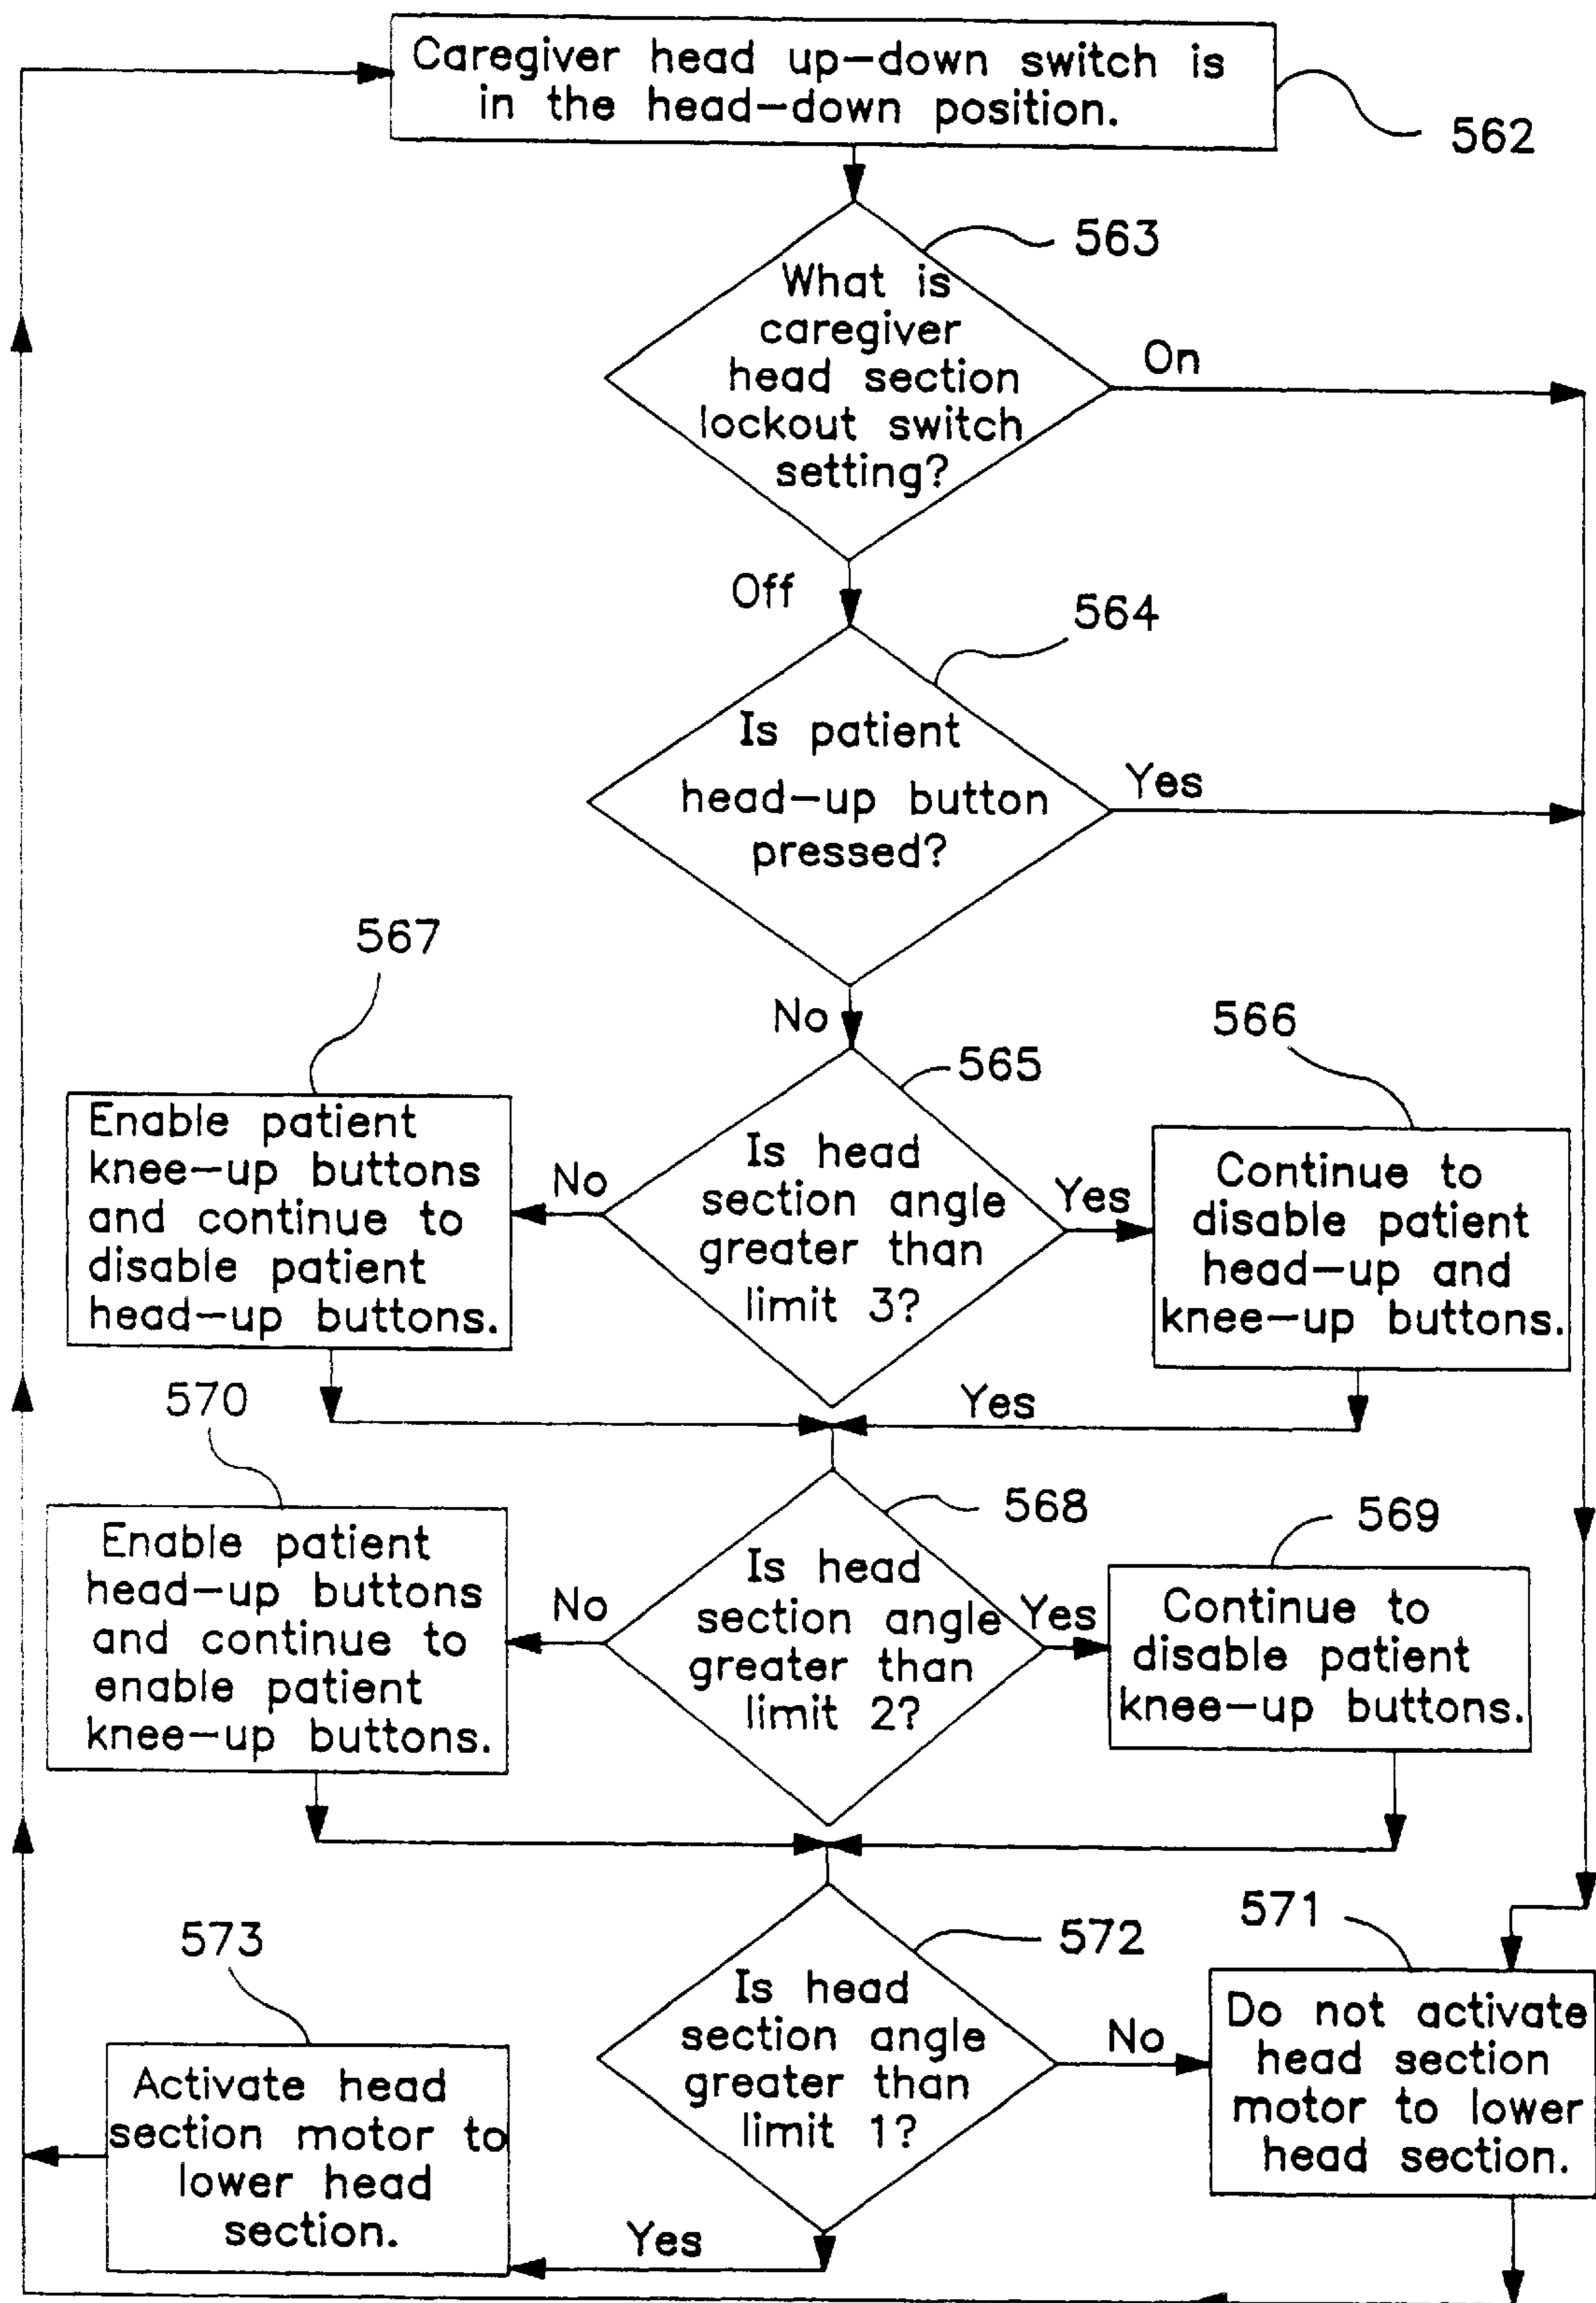 Caregiver head up-down switch is
in the head-down position.
562
563
What is
caregiver
head section
lockout switch
setting?
On
Off
564
Is patient
head-up button
pressed?
Yes
No
567
Enable patient
knee-up buttons
and continue to
disable patient
head-up buttons.
No
565
Is head
section angle
greater than
limit 3?
Yes
566
Continue to
disable patient
head-up and
knee-up buttons.
Yes
570
Enable patient
head-up buttons
and continue to
enable patient
knee-up buttons.
No
568
Is head
section angle
greater than
limit 2?
Yes
569
Continue to
disable patient
knee-up buttons.
573
Activate head
section motor to
lower head
section.
Yes
572
Is head
section angle
greater than
limit 1?
No
571
Do not activate
head section
motor to lower
head section.